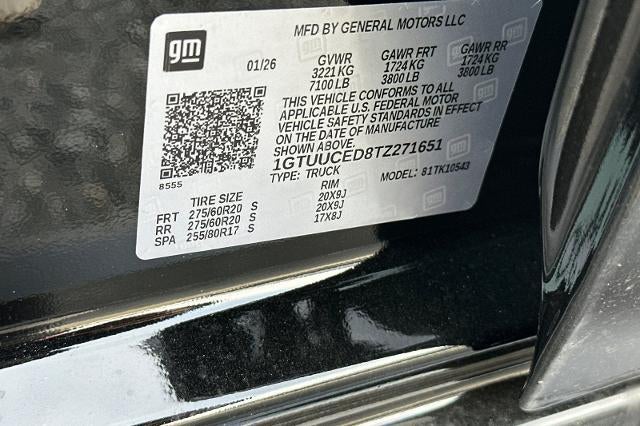 MFD BY GENERAL MOTORS LLC
gm
01/26
GVWR GAWR FRT GAWR RR
3221 KG 1724 KG 1724 KG
7100 LB 3800 LB 3800 LB
THIS VEHICLE CONFORMS TO ALL
APPLICABLE U.S. FEDERAL MOTOR
VEHICLE SAFETY STANDARDS IN EFFECT
ON THE DATE OF MANUFACTURE
SHOWN ABOVE.
1GTUUCED8TZ271651
8555
TYPE: TRUCK MODEL: 81TK10543
TIRE SIZE RIM
FRT 275/60R20 S 20X9J
RR 275/60R20 S 20X9J
SPA 255/80R17 S 17X8J